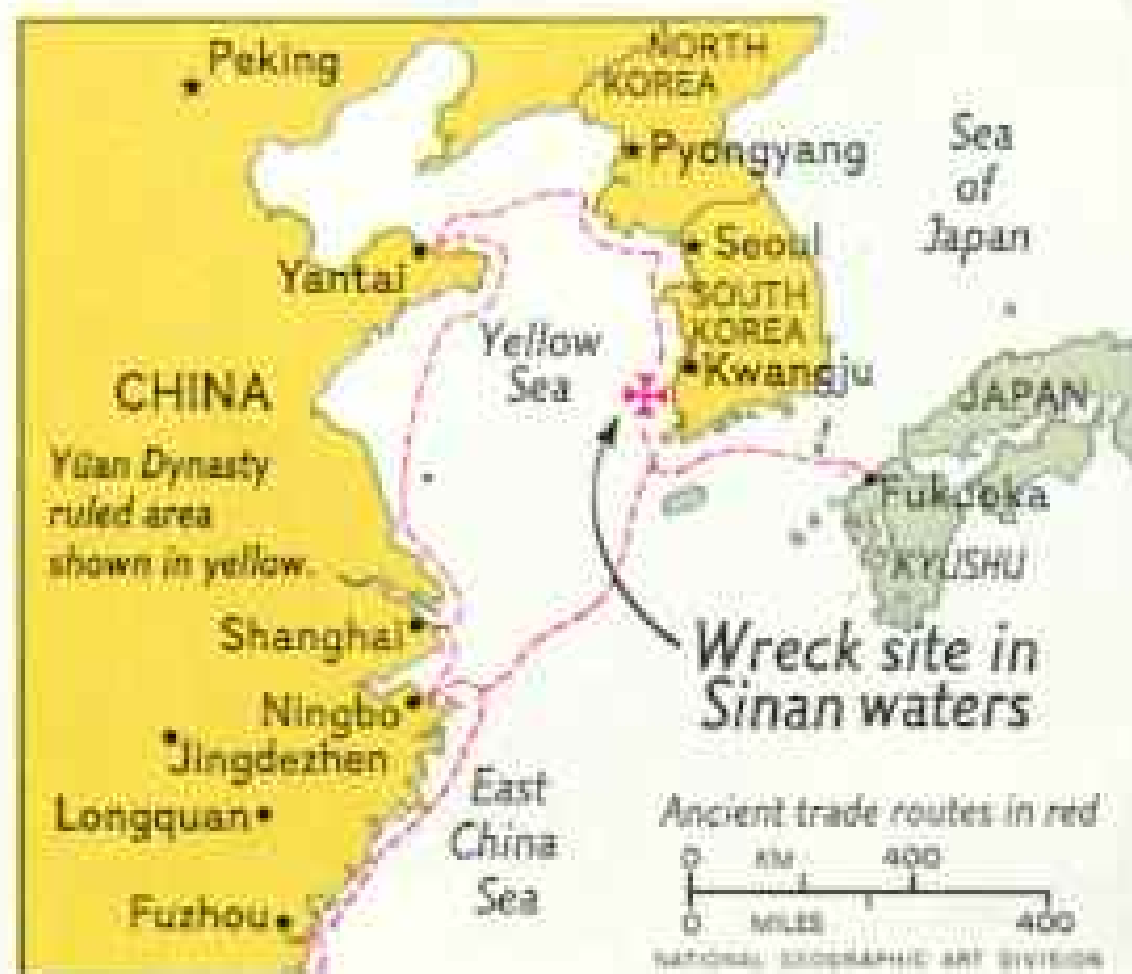 Peking
NORTH
KOREA
Pyongyang
Sea
of
Japan
Seoul
Yantai
SOUTH
KOREA
Yellow
Sea
Kwangju
CHINA
JAPAN
Yüan Dynasty
ruled area
shown in yellow.
Fukuoka
KYUSHU
Shanghai
Wreck site in
Sinan waters
Ningbo
Jingdezhen
Longquan
East
China
Sea
Fuzhou
Ancient trade routes in red
0 KM 400
0 MILES 400
NATIONAL GEOGRAPHIC ART DIVISION